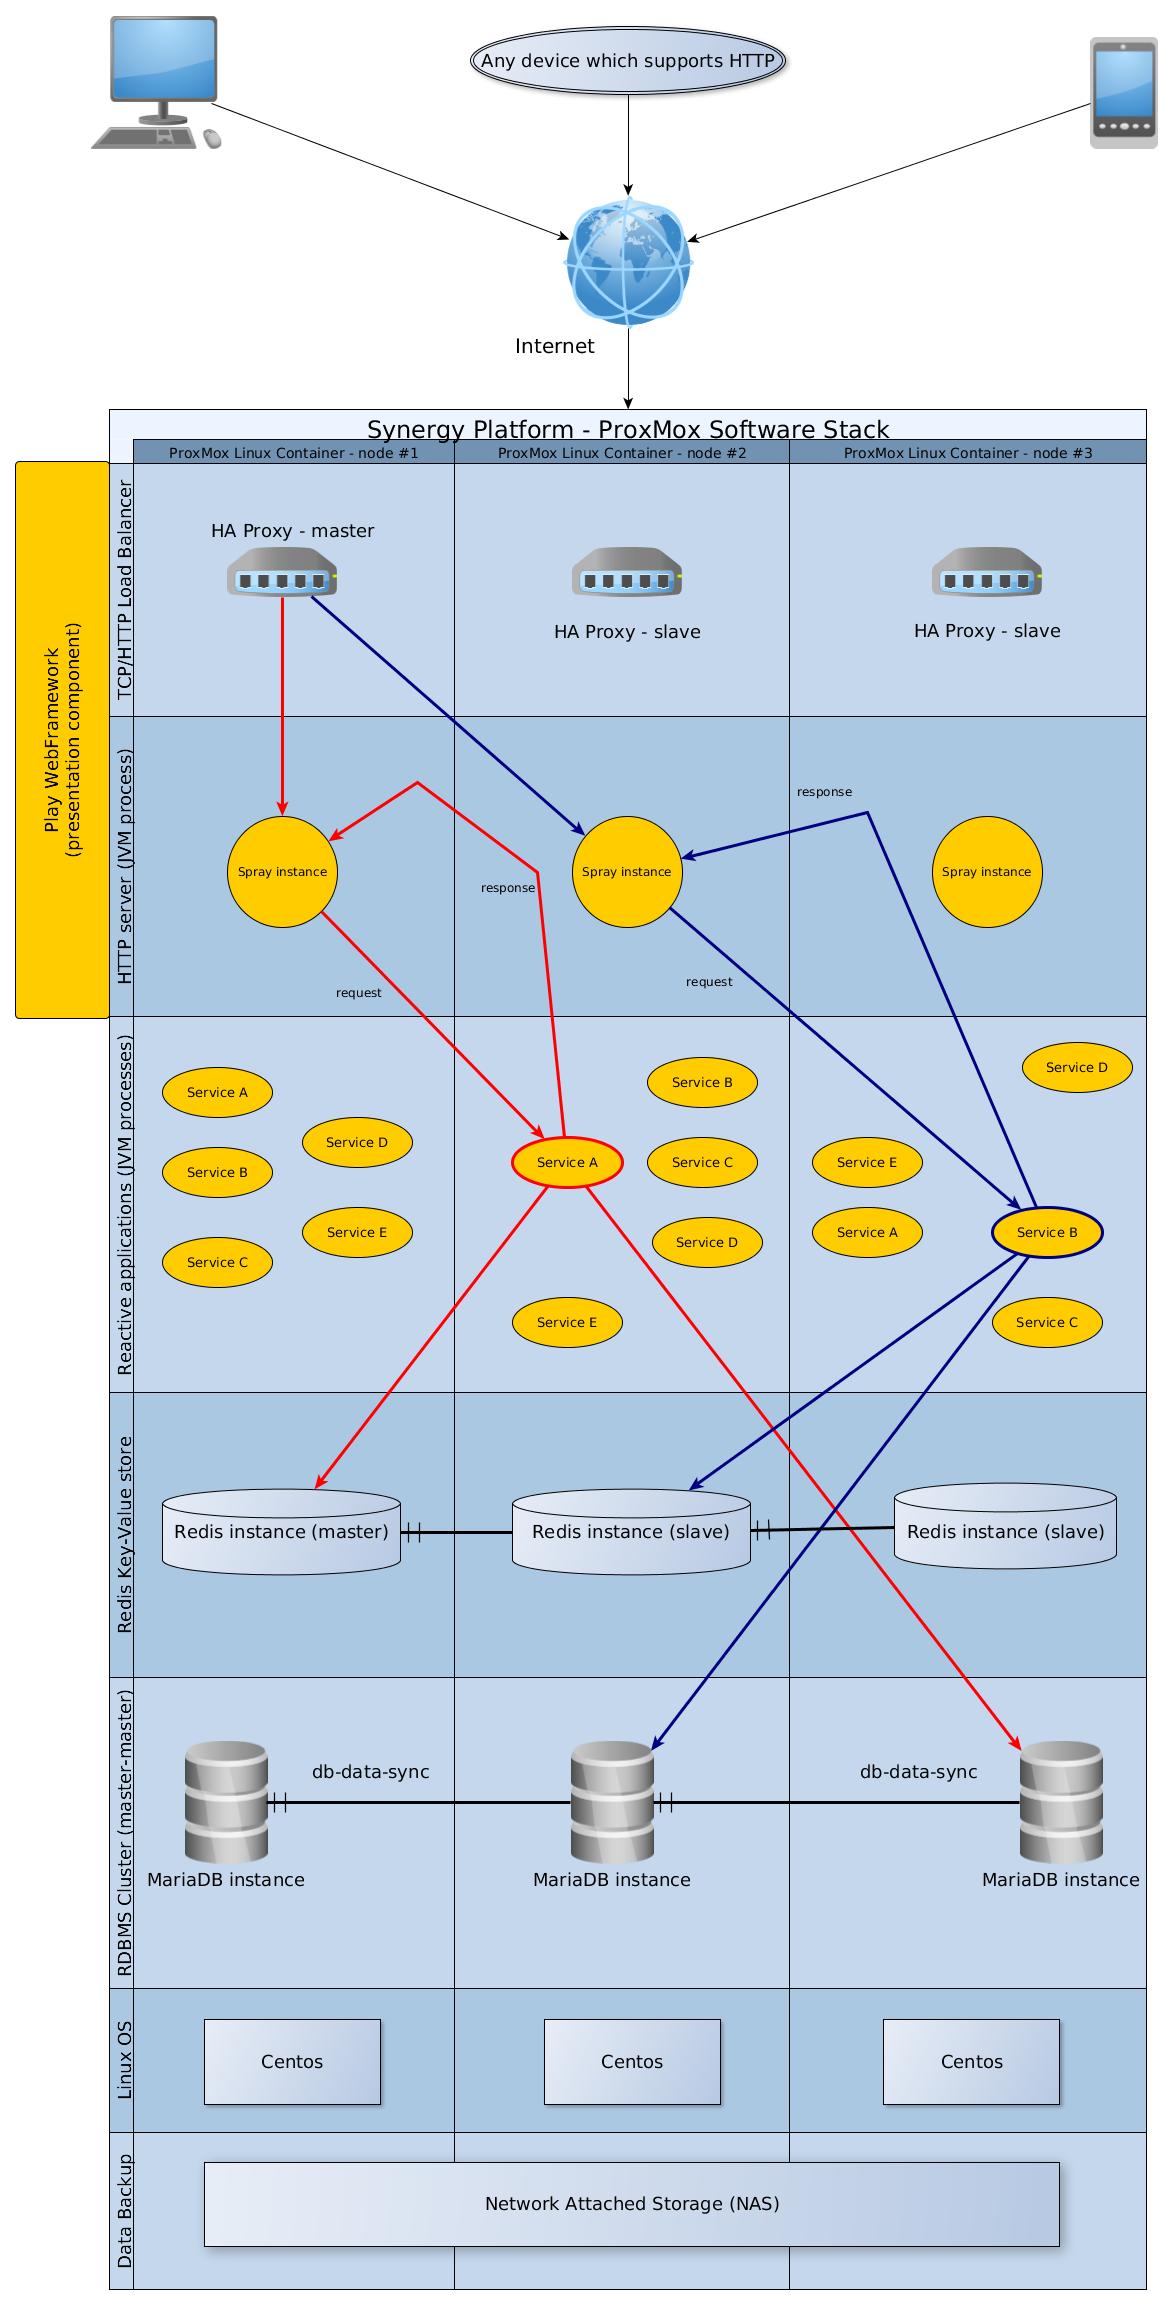 Any device which supports HTTP
Internet
Synergy Platform - ProxMox Software Stack
ProxMox Linux Container - node #1
ProxMox Linux Container - node #2
ProxMox Linux Container - node #3
Play WebFramework
(presentation component)
TCP/HTTP Load Balancer
HA Proxy - master
HA Proxy - slave
HA Proxy - slave
HTTP server (JVM process)
response
Spray instance
Spray instance
Spray instance
response
request
request
Reactive applications (JVM processes)
Service A
Service D
Service B
Service E
Service C
Service B
Service A
Service C
Service D
Service E
Service D
Service E
Service A
Service B
Service C
Redis Key-Value store
Redis instance (master)
Redis instance (slave)
Redis instance (slave)
RDBMS Cluster (master-master)
db-data-sync
db-data-sync
MariaDB instance
MariaDB instance
MariaDB instance
Linux OS
Centos
Centos
Centos
Data Backup
Network Attached Storage (NAS)